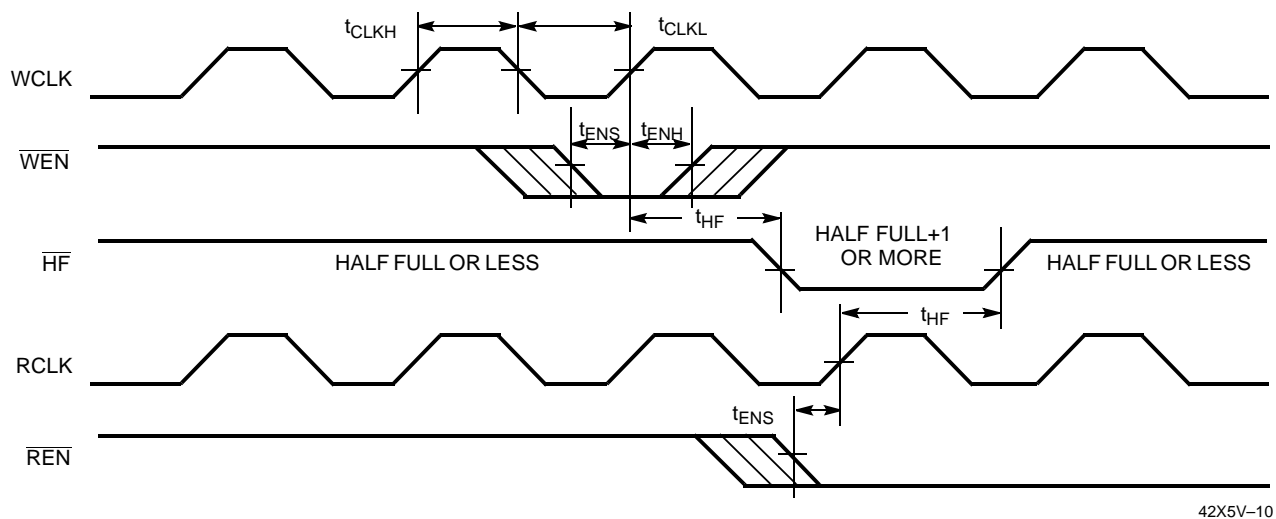 tCLKH
tCLKL
WCLK
tENS
tENH
WEN
tHF
HALF FULL+1
OR MORE
HF
HALF FULL OR LESS
HALF FULL OR LESS
tHF
RCLK
tENS
REN
42X5V–10